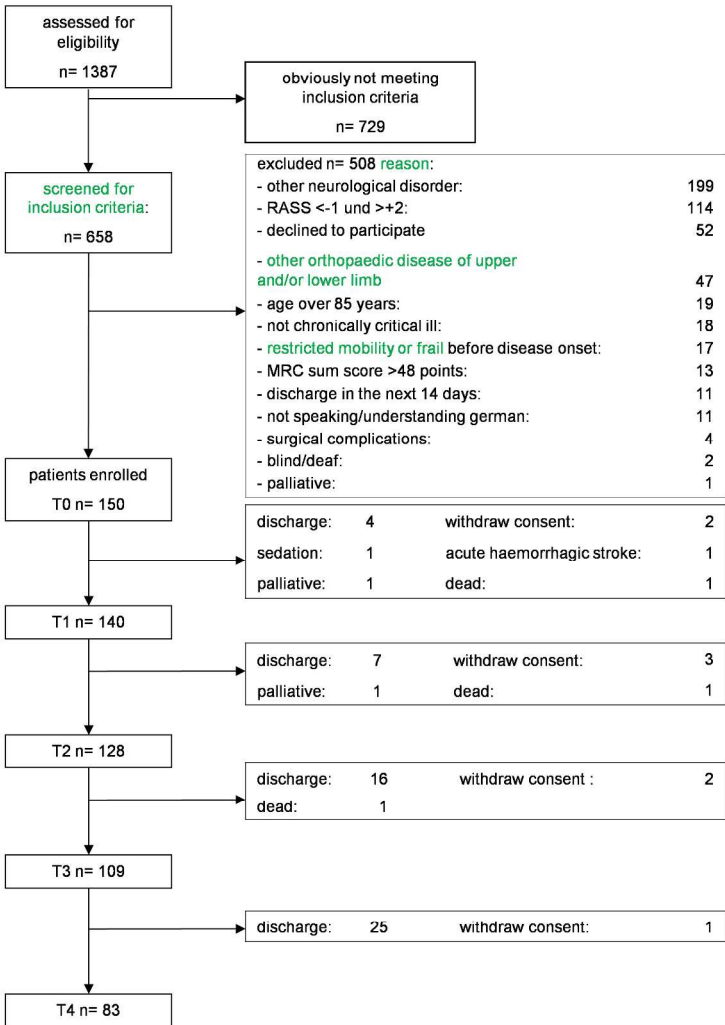 assessed for
eligibility
n= 1387
obviously not meeting
inclusion criteria
n= 729
screened for
inclusion criteria:
n= 658
excluded n= 508 reason:
- other neurological disorder: 199
- RASS <-1 und >+2: 114
- declined to participate 52
- other orthopaedic disease of upper
and/or lower limb 47
- age over 85 years: 19
- not chronically critical ill: 18
- restricted mobility or frail before disease onset: 17
- MRC sum score >48 points: 13
- discharge in the next 14 days: 11
- not speaking/understanding german: 11
- surgical complications: 4
- blind/deaf: 2
- palliative: 1
patients enrolled
T0 n= 150
discharge: 4 withdraw consent: 2
sedation: 1 acute haemorrhagic stroke: 1
palliative: 1 dead: 1
T1 n= 140
discharge: 7 withdraw consent: 3
palliative: 1 dead: 1
T2 n= 128
discharge: 16 withdraw consent : 2
dead: 1
T3 n= 109
discharge: 25 withdraw consent: 1
T4 n= 83